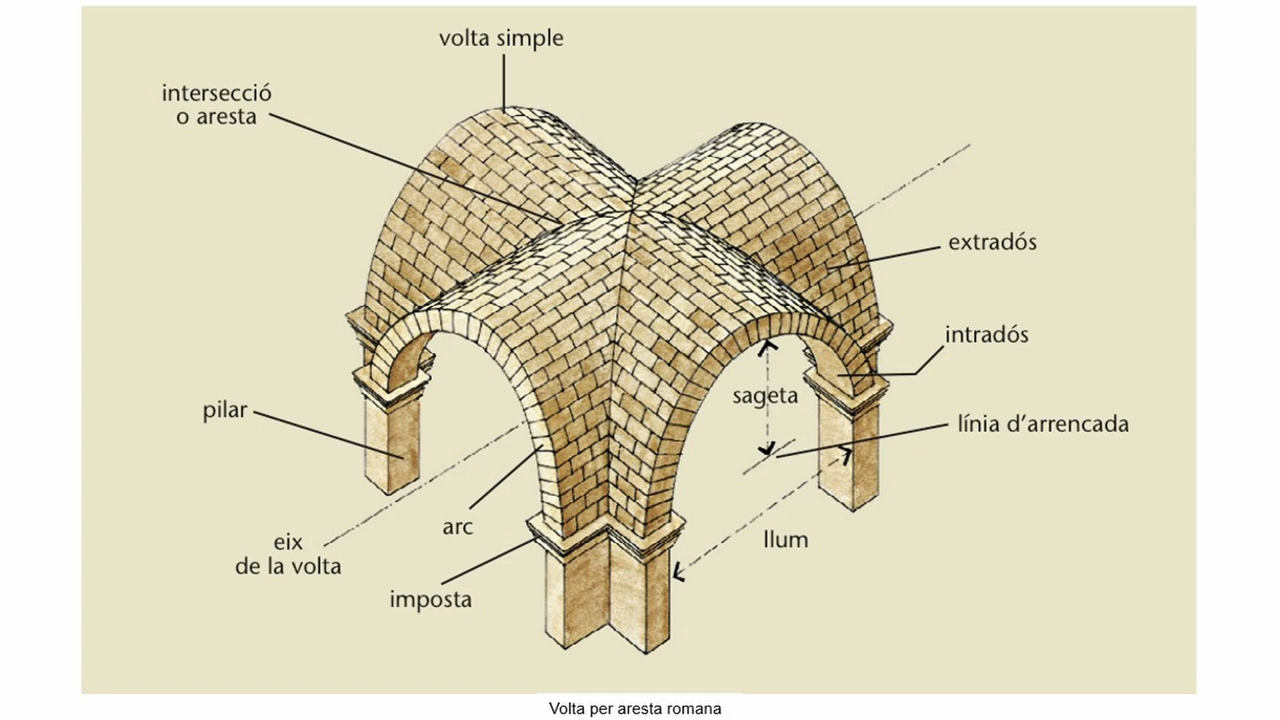 volta simple
intersecció
o aresta
extradós
intradós
sageta
pilar
línia d’arrencada
arc
llum
eix
de la volta
imposta
Volta per aresta romana